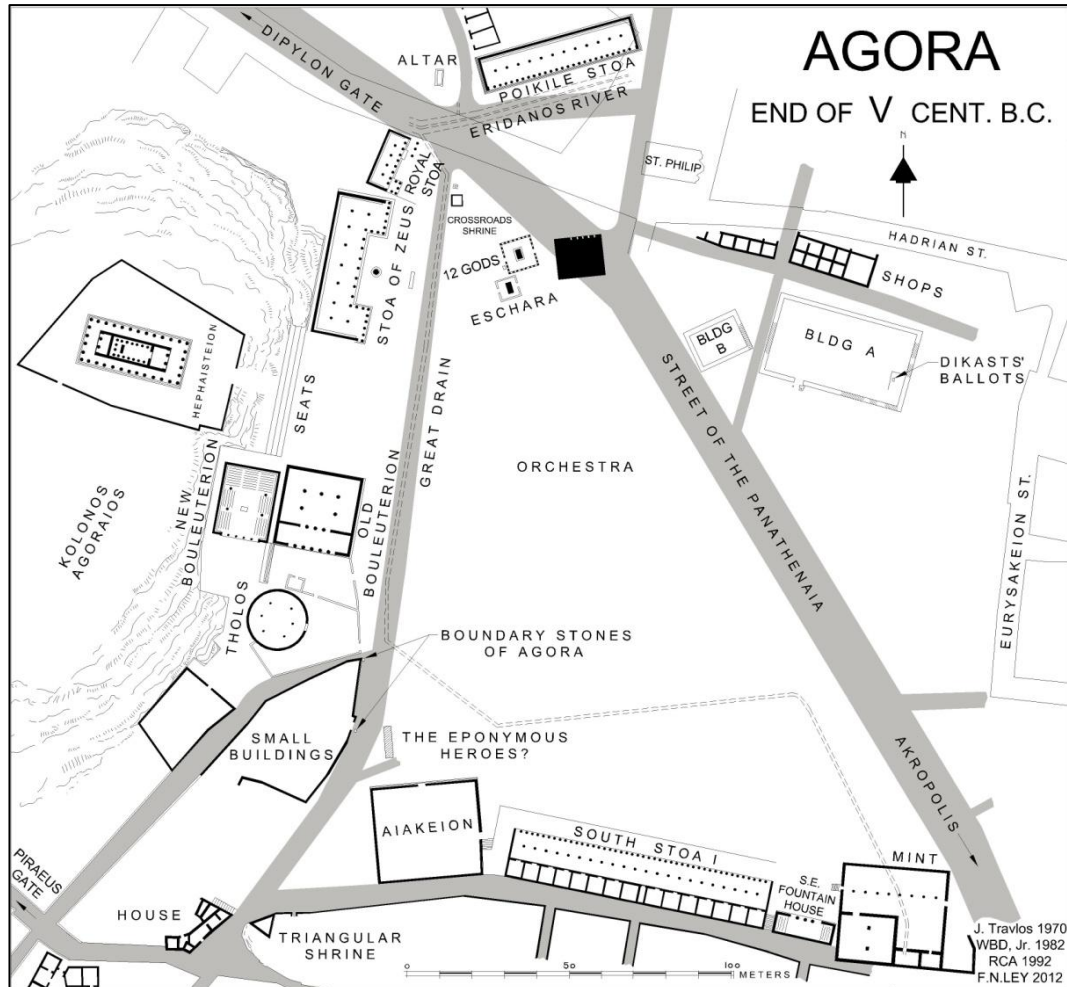 AGORA
END OF V CENT. B.C.
N
DIPYLON GATE
ALTAR
POIKILE STOA
ERIDANOS RIVER
ROYAL
STOA
ST. PHILIP
CROSSROADS
SHRINE
HADRIAN ST.
STOA OF ZEUS
12 GODS
ESCHARA
SHOPS
BLDG
B
BLDG A
DIKASTS'
BALLOTS
HEPHAISTEION
SEATS
GREAT DRAIN
STREET OF THE PANATHENAIA
ORCHESTRA
KOLONOS
AGORAIOS
NEW
BOULEUTERION
OLD
BOULEUTERION
EURYSAKEION ST.
THOLOS
BOUNDARY STONES
OF AGORA
SMALL
BUILDINGS
THE EPONYMOUS
HEROES?
AKROPOLIS
AIAKEION
SOUTH STOA I
MINT
S.E.
FOUNTAIN
HOUSE
PIRAEUS
GATE
HOUSE
TRIANGULAR
SHRINE
0 50 100
METERS
J. Travlos 1970
WBD, Jr. 1982
RCA 1992
F.N.LEY 2012